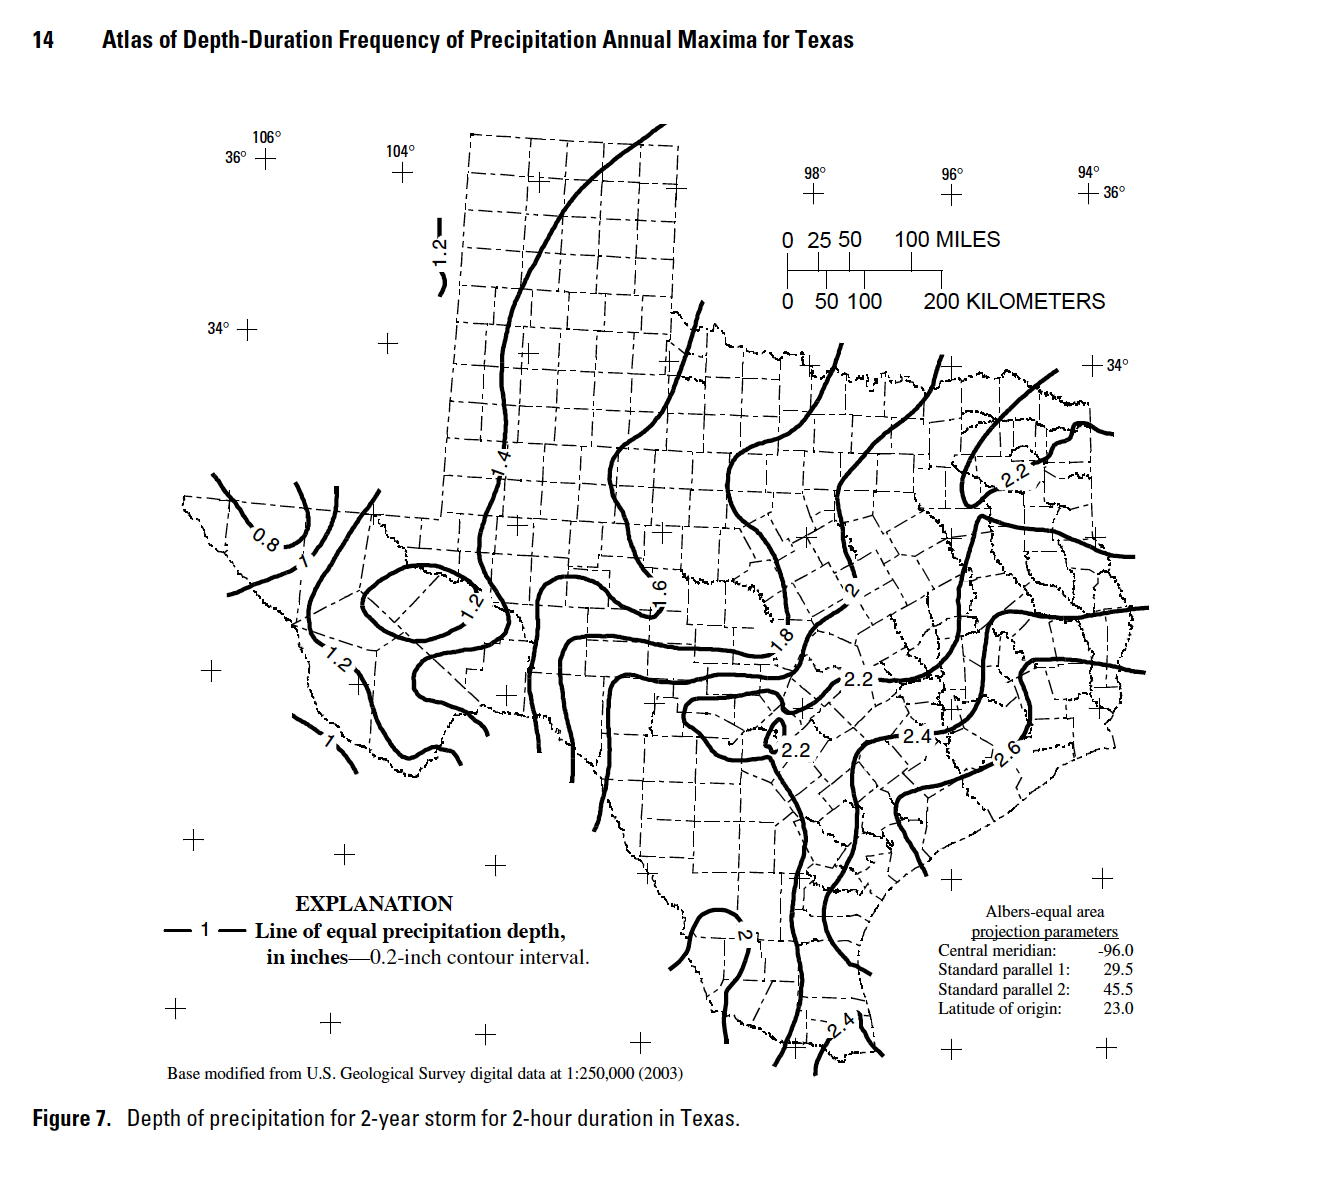 14 Atlas of Depth-Duration Frequency of Precipitation Annual Maxima for Texas
106°
36°
104°
98°
96°
94°
36°
0 25 50 100 MILES
0 50 100 200 KILOMETERS
1.2
34°
34°
1.4
2.2
0.8
1
1.2
1.6
2
1.8
1.2
2.2
1
2.4
2.2
2.6
2
2.4
EXPLANATION
1 Line of equal precipitation depth,
in inches—0.2-inch contour interval.
Albers-equal area
projection parameters
Central meridian: -96.0
Standard parallel 1: 29.5
Standard parallel 2: 45.5
Latitude of origin: 23.0
Base modified from U.S. Geological Survey digital data at 1:250,000 (2003)
Figure 7. Depth of precipitation for 2-year storm for 2-hour duration in Texas.